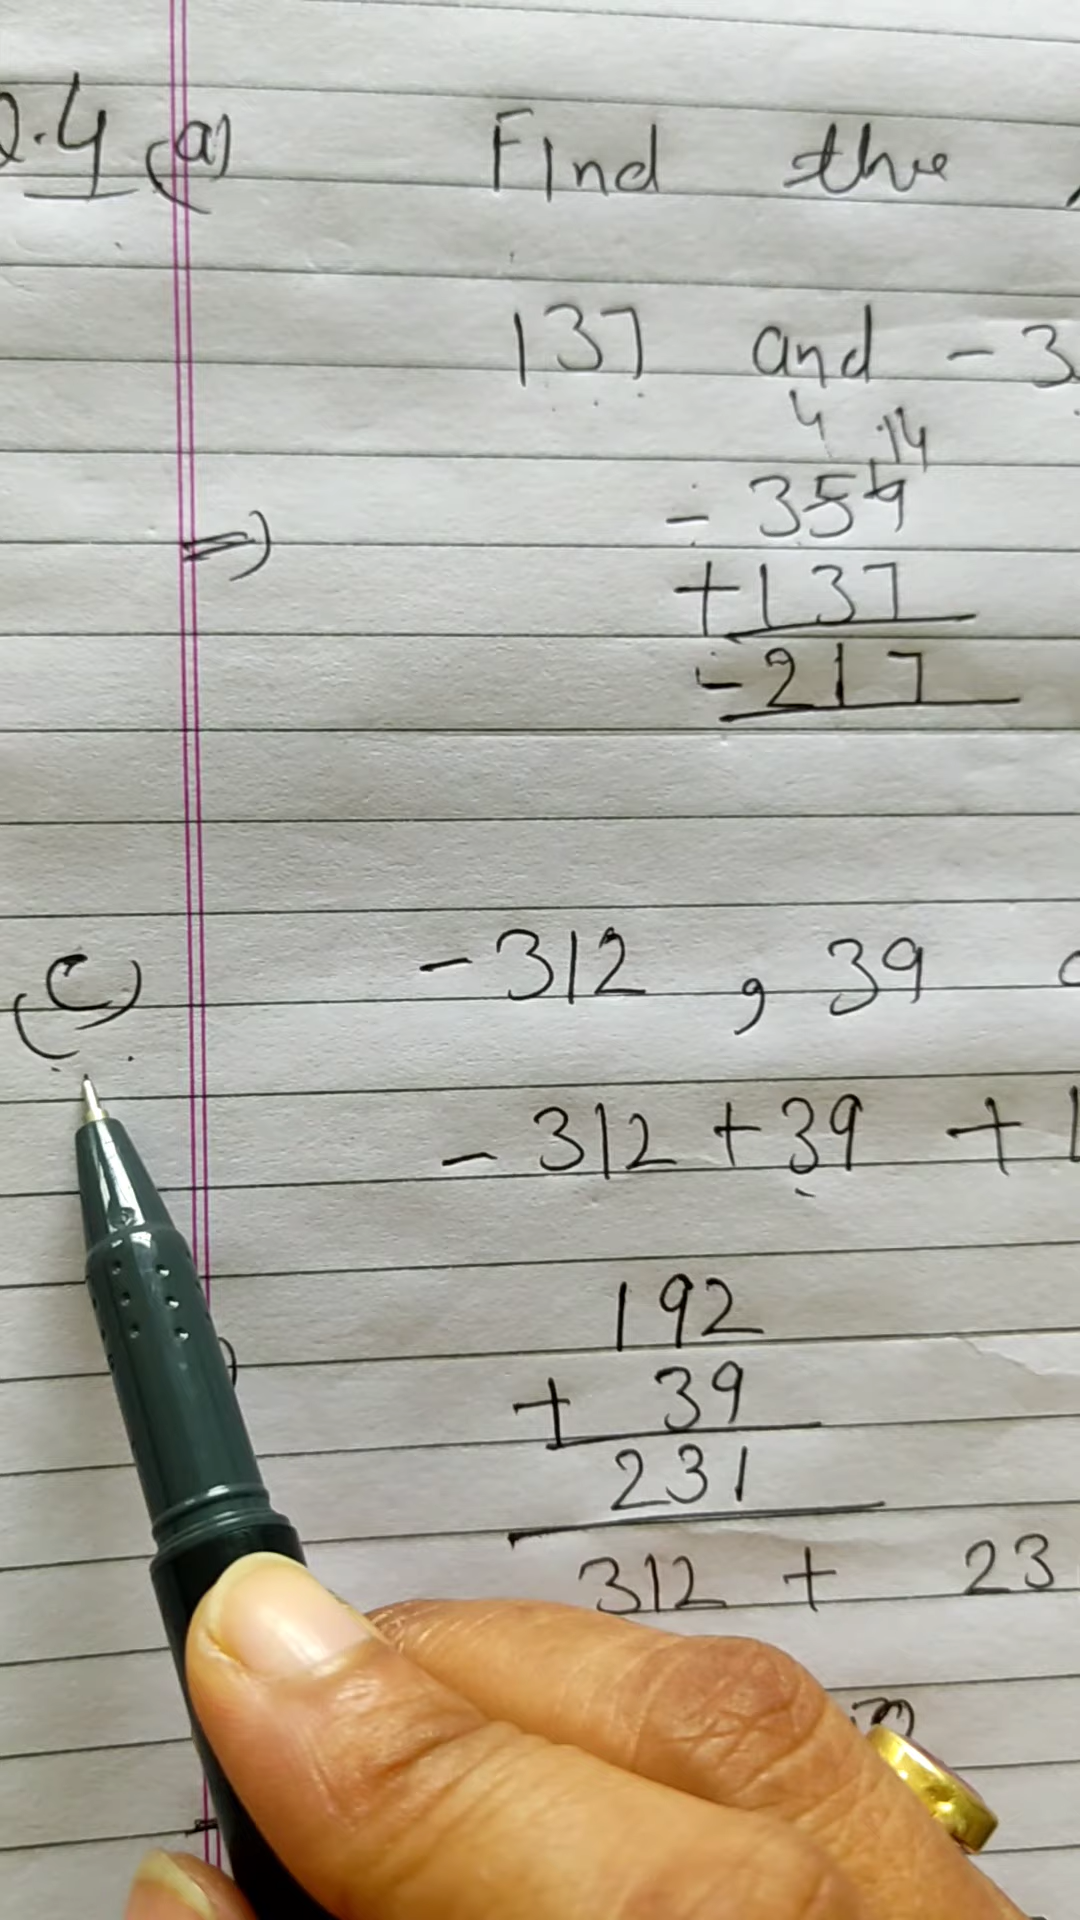 Q.4 (a) Find the
137 and - 3
4 14
- 354
+137
-217
(C) -312 , 39
- 312 + 39 + 1
192
+ 39
231
312 + 23